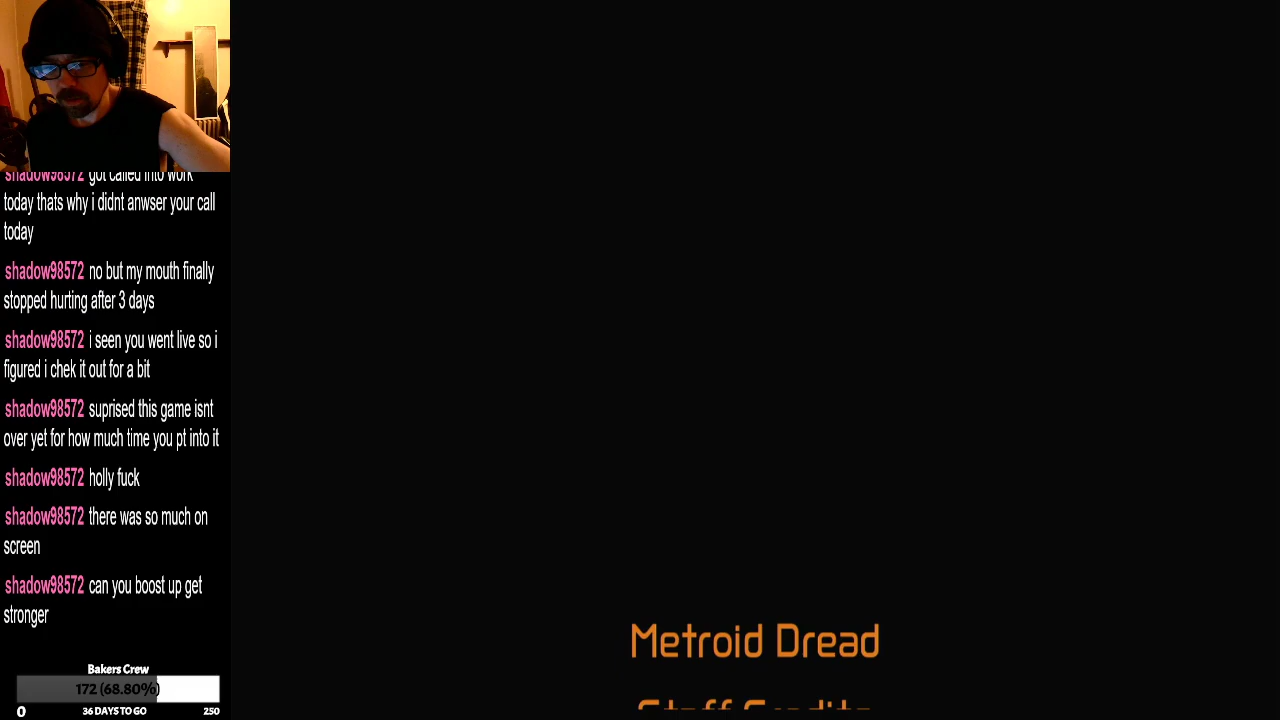 shadow98572 got called into work
today thats why i didnt anwser your call
today
shadow98572 no but my mouth finally
stopped hurting after 3 days
shadow98572 i seen you went live so i
figured i chek it out for a bit
shadow98572 suprised this game isnt
over yet for how much time you pt into it
shadow98572 holly fuck
shadow98572 there was so much on
screen
shadow98572 can you boost up get
stronger
Bakers Crew
172 (68.80%)
0 36 DAYS TO GO 250
Metroid Dread
Staff Credits